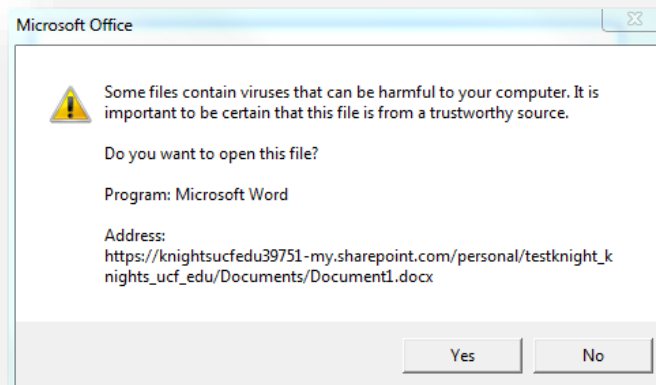 Microsoft Office
Some files contain viruses that can be harmful to your computer. It is
important to be certain that this file is from a trustworthy source.
Do you want to open this file?
Program: Microsoft Word
Address:
https://knightsucfedu39751-my.sharepoint.com/personal/testknight_k
nights_ucf_edu/Documents/Document1.docx
Yes No